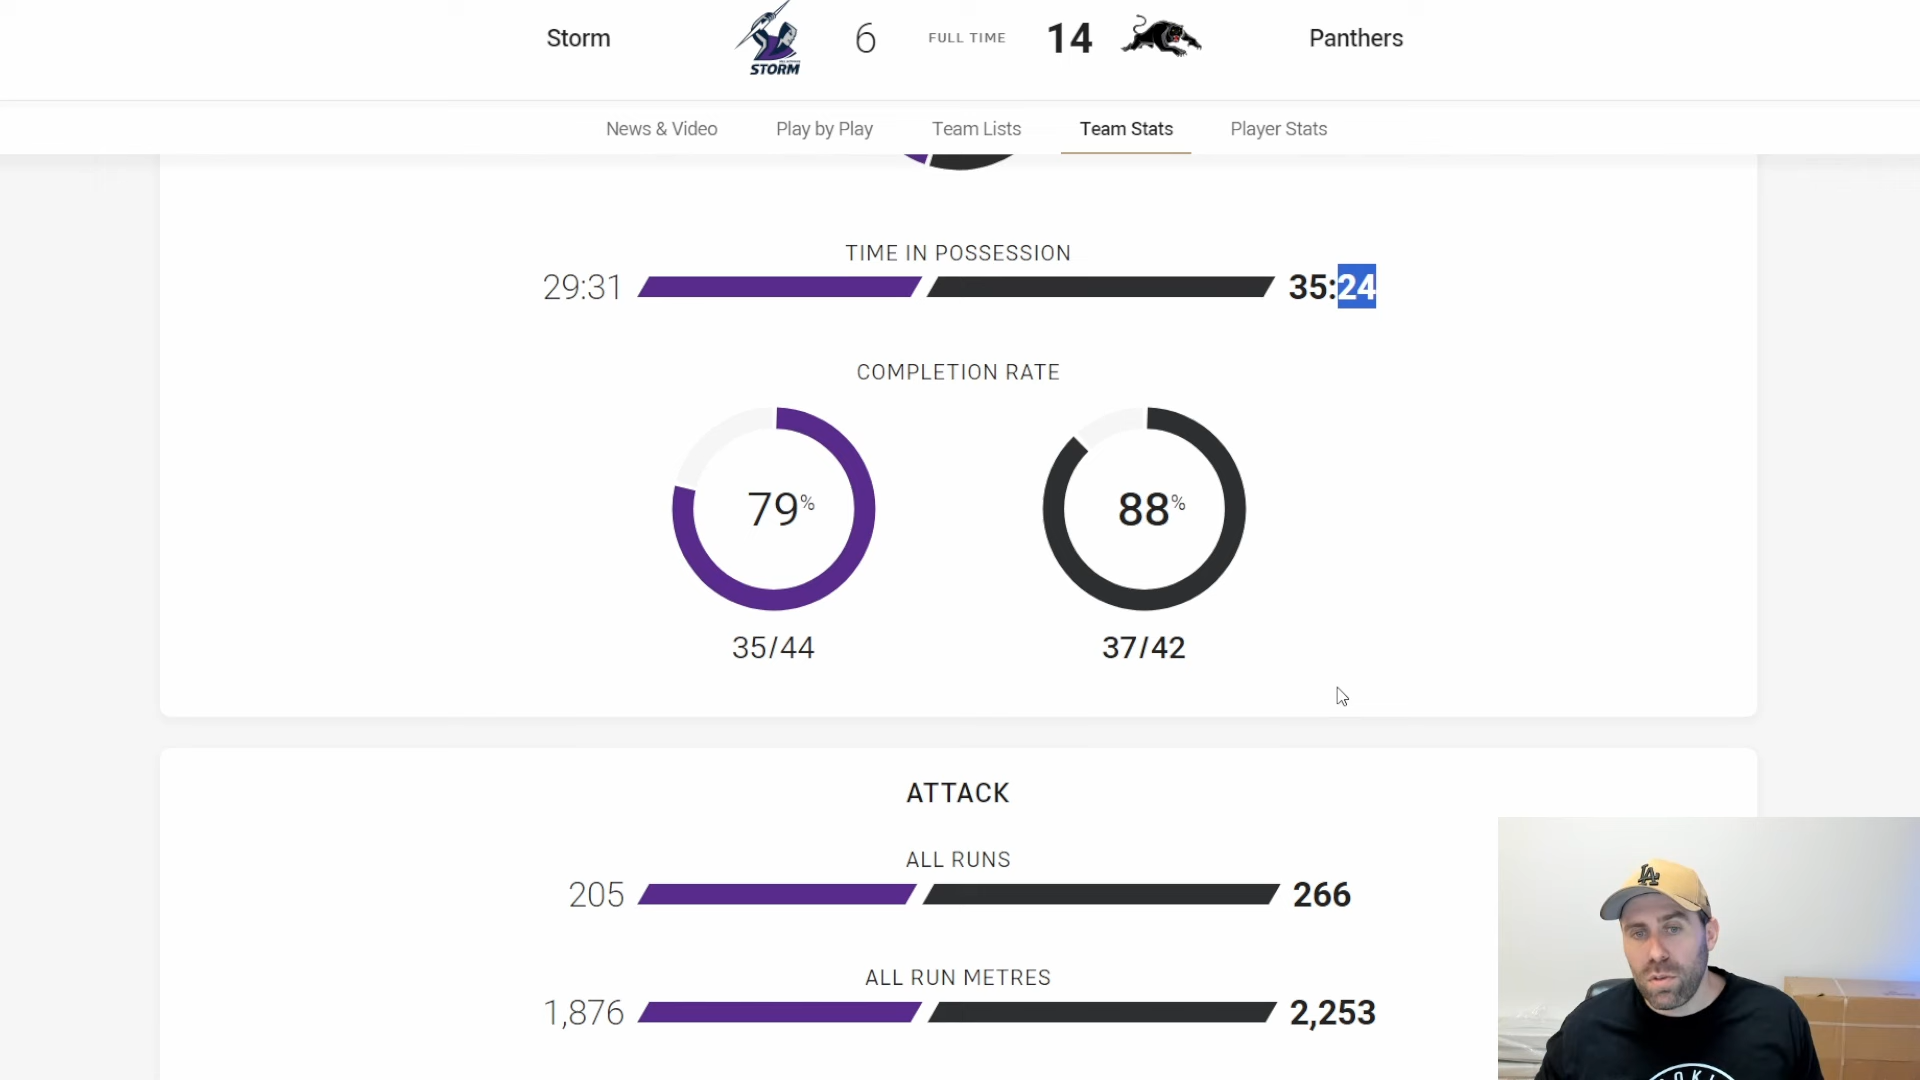 Storm
STORM
6
FULL TIME
14
Panthers
News & Video
Play by Play
Team Lists
Team Stats
Player Stats
TIME IN POSSESSION
29:31
35:24
COMPLETION RATE
79%
88%
35/44
37/42
ATTACK
ALL RUNS
205
266
ALL RUN METRES
1,876
2,253
LA